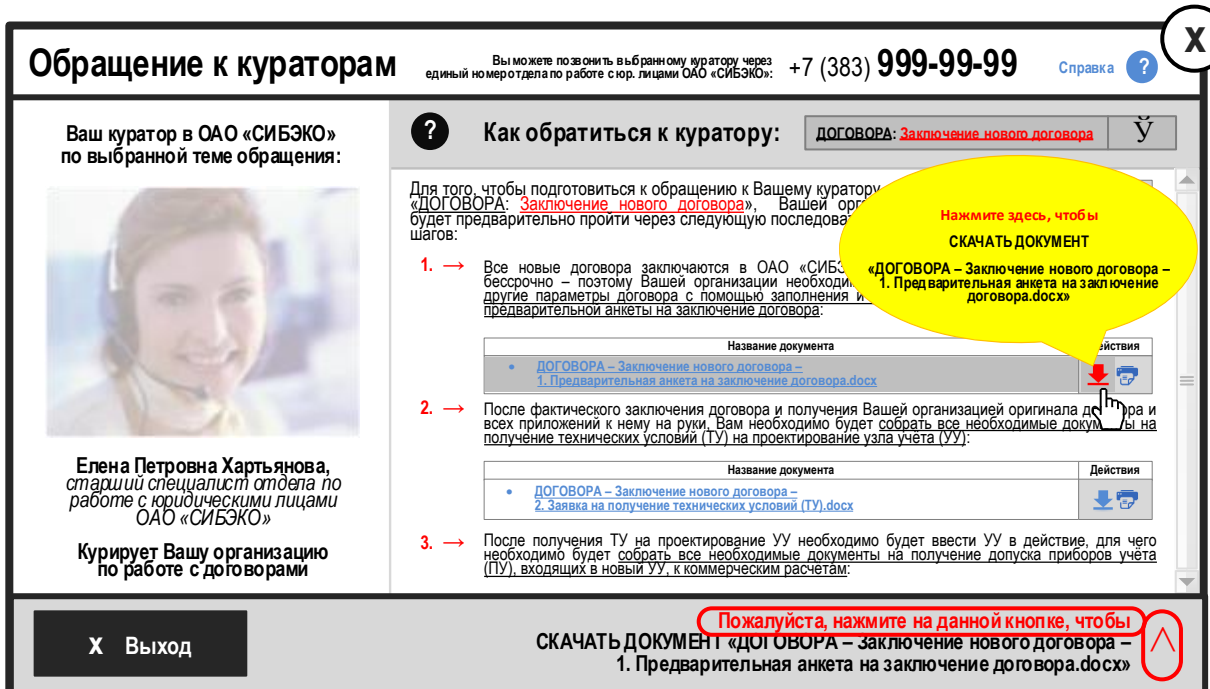 X
Обращение к кураторам
Вы можете позвонить выбранному куратору через
единый номер отдела по работе с юр. лицами ОАО «СИБЭКО»:
+7 (383) 999-99-99
Справка ?
Ваш куратор в ОАО «СИБЭКО»
по выбранной теме обращения:
Елена Петровна Хартьянова,
старший специалист отдела по
работе с юридическими лицами
ОАО «СИБЭКО»
Курирует Вашу организацию
по работе с договорами
? Как обратиться к куратору:
ДОГОВОРА: Заключение нового договора
Ў
Для того, чтобы подготовиться к обращению к Вашему куратору
«ДОГОВОРА: Заключение нового договора», Вашей
будет предварительно пройти через следующую
шагов:
Нажмите здесь, чтобы
СКАЧАТЬ ДОКУМЕНТ
«ДОГОВОРА – Заключение нового договора –
1. Предварительная анкета на заключение
договора.docx»
1. → Все новые договора заключаются в ОАО
бессрочно – поэтому Вашей организации
другие параметры договора с помощью заполнения и
предварительной анкеты на заключение договора:
Название документа
• ДОГОВОРА – Заключение нового договора –
1. Предварительная анкета на заключение договора.docx
2. → После фактического заключения договора и получения Вашей организацией оригинала договора и
всех приложений к нему на руки, Вам необходимо будет собрать все необходимые документы на
получение технических условий (ТУ) на проектирование узла учёта (УУ):
Название документа Действия
• ДОГОВОРА – Заключение нового договора –
2. Заявка на получение технических условий (ТУ).docx
3. → После получения ТУ на проектирование УУ необходимо будет ввести УУ в действие, для чего
необходимо будет собрать все необходимые документы на получение допуска приборов учёта
(ПУ), входящих в новый УУ, к коммерческим расчётам:
X Выход
Пожалуйста, нажмите на данной кнопке, чтобы
СКАЧАТЬ ДОКУМЕНТ «ДОГОВОРА – Заключение нового договора –
1. Предварительная анкета на заключение договора.docx»